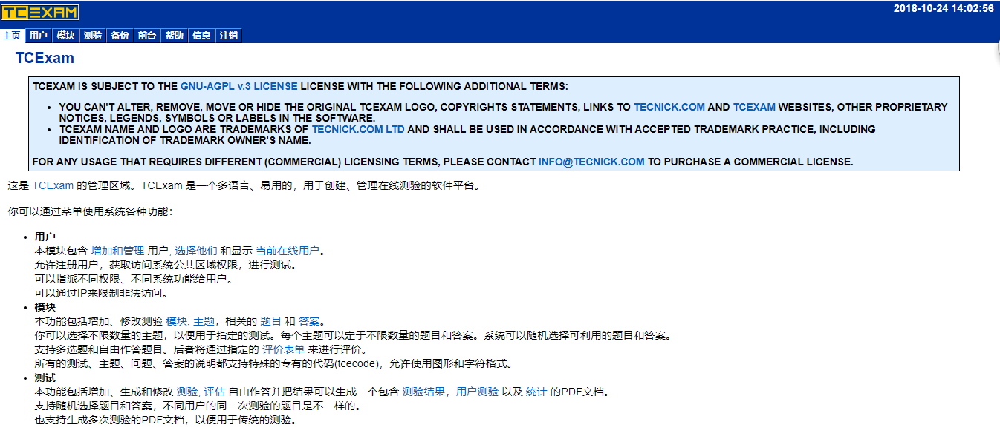 TCEXAM
2018-10-24 14:02:56
主页 用户 模块 测验 备份 前台 帮助 信息 注销
TCExam
TCEXAM IS SUBJECT TO THE GNU-AGPL v.3 LICENSE LICENSE WITH THE FOLLOWING ADDITIONAL TERMS:
• YOU CAN'T ALTER, REMOVE, MOVE OR HIDE THE ORIGINAL TCEXAM LOGO, COPYRIGHTS STATEMENTS, LINKS TO TECNICK.COM AND TCEXAM WEBSITES, OTHER PROPRIETARY
NOTICES, LEGENDS, SYMBOLS OR LABELS IN THE SOFTWARE.
• TCEXAM NAME AND LOGO ARE TRADEMARKS OF TECNICK.COM LTD AND SHALL BE USED IN ACCORDANCE WITH ACCEPTED TRADEMARK PRACTICE, INCLUDING
IDENTIFICATION OF TRADEMARK OWNER'S NAME.
FOR ANY USAGE THAT REQUIRES DIFFERENT (COMMERCIAL) LICENSING TERMS, PLEASE CONTACT INFO@TECNICK.COM TO PURCHASE A COMMERCIAL LICENSE.
这是 TCExam 的管理区域。TCExam 是一个多语言、易用的，用于创建、管理在线测验的软件平台。
你可以通过菜单使用系统各种功能：
• 用户
本模块包含 增加和管理 用户, 选择他们 和显示 当前在线用户。
允许注册用户，获取访问系统公共区域权限，进行测试。
可以指派不同权限、不同系统功能给用户。
可以通过IP来限制非法访问。
• 模块
本功能包括增加、修改测验 模块, 主题，相关的 题目 和 答案。
你可以选择不限数量的主题，以便用于指定的测试。每个主题可以定于不限数量的题目和答案。系统可以随机选择可利用的题目和答案。
支持多选题和自由作答题目。后者将通过指定的 评价表单 来进行评价。
所有的测试、主题、问题、答案的说明都支持特殊的专有的代码(tcecode)，允许使用图形和字符格式。
• 测试
本功能包括增加、生成和修改 测验, 评估 自由作答并把结果可以生成一个包含 测验结果，用户测验 以及 统计 的PDF文档。
支持随机选择题目和答案，不同用户的同一次测验的题目是不一样的。
也支持生成多次测验的PDF文档，以便用于传统的测验。